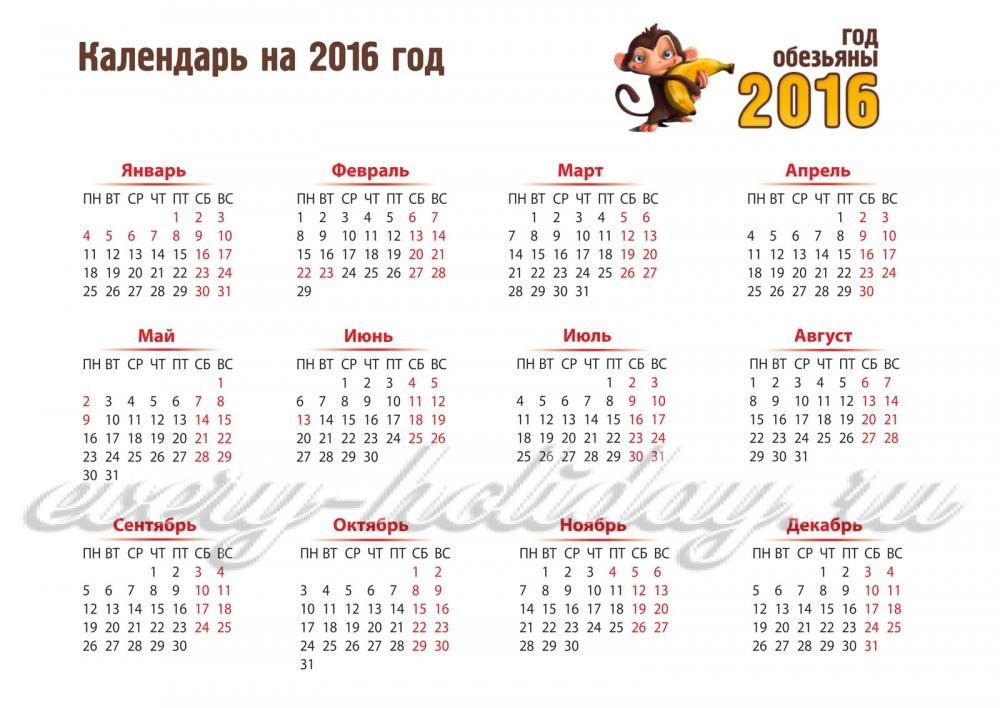 Календарь на 2016 год
год
обезьяны
2016
Январь
ПН ВТ СР ЧТ ПТ СБ ВС
1 2 3
4 5 6 7 8 9 10
11 12 13 14 15 16 17
18 19 20 21 22 23 24
25 26 27 28 29 30 31
Февраль
ПН ВТ СР ЧТ ПТ СБ ВС
1 2 3 4 5 6 7
8 9 10 11 12 13 14
15 16 17 18 19 20 21
22 23 24 25 26 27 28
29
Март
ПН ВТ СР ЧТ ПТ СБ ВС
1 2 3 4 5 6
7 8 9 10 11 12 13
14 15 16 17 18 19 20
21 22 23 24 25 26 27
28 29 30 31
Апрель
ПН ВТ СР ЧТ ПТ СБ ВС
1 2 3
4 5 6 7 8 9 10
11 12 13 14 15 16 17
18 19 20 21 22 23 24
25 26 27 28 29 30
Май
ПН ВТ СР ЧТ ПТ СБ ВС
1
2 3 4 5 6 7 8
9 10 11 12 13 14 15
16 17 18 19 20 21 22
23 24 25 26 27 28 29
30 31
Июнь
ПН ВТ СР ЧТ ПТ СБ ВС
1 2 3 4 5
6 7 8 9 10 11 12
13 14 15 16 17 18 19
20 21 22 23 24 25 26
27 28 29 30
Июль
ПН ВТ СР ЧТ ПТ СБ ВС
1 2 3
4 5 6 7 8 9 10
11 12 13 14 15 16 17
18 19 20 21 22 23 24
25 26 27 28 29 30 31
Август
ПН ВТ СР ЧТ ПТ СБ ВС
1 2 3 4 5 6 7
8 9 10 11 12 13 14
15 16 17 18 19 20 21
22 23 24 25 26 27 28
29 30 31
every-holiday.ru
Сентябрь
ПН ВТ СР ЧТ ПТ СБ ВС
1 2 3 4
5 6 7 8 9 10 11
12 13 14 15 16 17 18
19 20 21 22 23 24 25
26 27 28 29 30
Октябрь
ПН ВТ СР ЧТ ПТ СБ ВС
1 2
3 4 5 6 7 8 9
10 11 12 13 14 15 16
17 18 19 20 21 22 23
24 25 26 27 28 29 30
31
Ноябрь
ПН ВТ СР ЧТ ПТ СБ ВС
1 2 3 4 5 6
7 8 9 10 11 12 13
14 15 16 17 18 19 20
21 22 23 24 25 26 27
28 29 30
Декабрь
ПН ВТ СР ЧТ ПТ СБ ВС
1 2 3 4
5 6 7 8 9 10 11
12 13 14 15 16 17 18
19 20 21 22 23 24 25
26 27 28 29 30 31